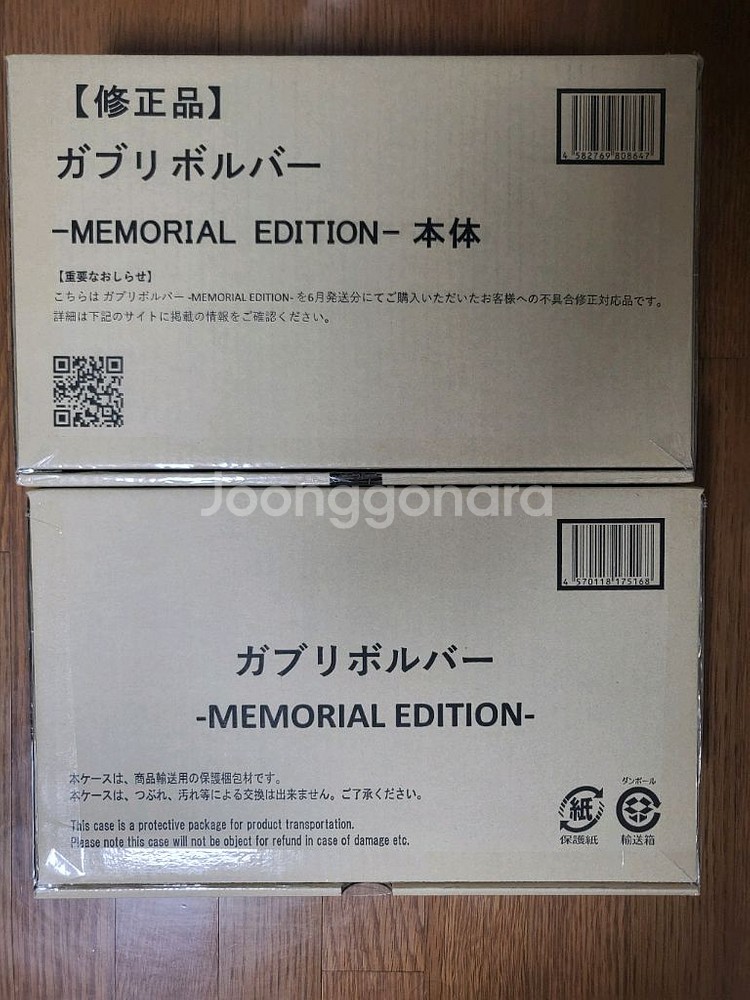 【修正品】
ガブリボルバー
-MEMORIAL EDITION- 本体
【重要なおしらせ】
こちらは ガブリボルバー -MEMORIAL EDITION- を6月発送分にてご購入いただいたお客様への不具合修正対応品です。
詳細は下記のサイトに掲載の情報をご確認ください。
4 582769 808647
Joonggonara
4 570118 175168
ガブリボルバー
-MEMORIAL EDITION-
本ケースは、商品輸送用の保護梱包材です。
本ケースは、つぶれ、汚れ等による交換は出来ません。ご了承ください。
This case is a protective package for product transportation.
Please note this case will not be object for refund in case of damage etc.
紙
保護紙
ダンボール
輸送箱